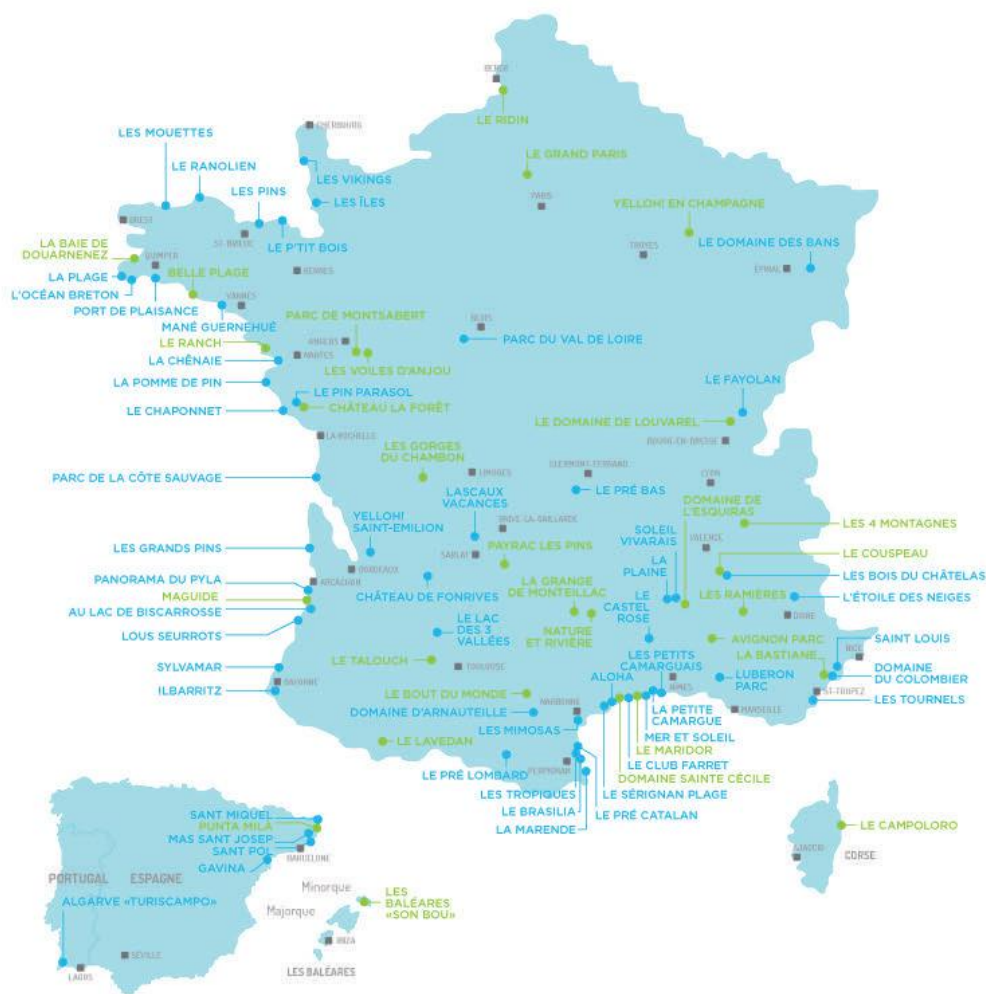 BERCK
LE RIDIN
CHERBOURG
LES MOUETTES
LE RANOLIEN
LES VIKINGS
LE GRAND PARIS
LES PINS
LES ÎLES
PARIS
YELLOH! EN CHAMPAGNE
BREST
ST-BRIEUC
LE P'TIT BOIS
LE DOMAINE DES BANS
LA BAIE DE
DOUARNENEZ
QUIMPER
TROYES
EPINAL
LA PLAGE
BELLE PLAGE
RENNES
L'OCÉAN BRETON
PORT DE PLAISANCE
VANNES
MANÉ GUERNEHUÉ
PARC DE MONTSABERT
BLOIS
PARC DU VAL DE LOIRE
LE RANCH
ANGERS
NANTES
LA CHÊNAIE
LES VOILES D'ANJOU
LA POMME DE PIN
LE PIN PARASOL
LE FAYOLAN
LE CHAPONNET
CHÂTEAU LA FORÊT
LE DOMAINE DE LOUVAREL
LA ROCHELLE
BOURG-EN-BRESSE
LES GORGES
DU CHAMBON
PARC DE LA CÔTE SAUVAGE
LIMOGES
CLERMONT-FERRAND
LYON
LASCAUX
VACANCES
LE PRÉ BAS
DOMAINE DE
L'ESQUIRAS
YELLOH!
SAINT-EMILION
BRIVE-LA-GAILLARDE
SOLEIL
VIVARAIS
LES 4 MONTAGNES
LES GRANDS PINS
SARLAT
PAYRAC LES PINS
VALENCE
LE COUSPEAU
PANORAMA DU PYLA
ARCACHON
BORDEAUX
CHÂTEAU DE FONRIVES
LA GRANGE
DE MONTEILLAC
LA
PLAINE
LES BOIS DU CHÂTELAS
MAGUIDE
AU LAC DE BISCARROSSE
LE
CASTEL
ROSE
LES RAMIÈRES
L'ÉTOILE DES NEIGES
LOUS SEURROTS
LE LAC
DES 3
VALLÉES
NATURE
ET RIVIÈRE
DIGNE
AVIGNON PARC
SAINT LOUIS
SYLVAMAR
LE TALOUCH
TOULOUSE
LES PETITS
CAMARGUAIS
LA BASTIANE
NICE
ILBARRITZ
BAYONNE
LE BOUT DU MONDE
ALOHA
NÎMES
LUBERON
PARC
DOMAINE
DU COLOMBIER
ST-TROPEZ
DOMAINE D'ARNAUTEILLE
NARBONNE
LA PETITE
CAMARGUE
MARSEILLE
LES TOURNELS
LES MIMOSAS
MER ET SOLEIL
LE LAVEDAN
LE MARIDOR
LE PRÉ LOMBARD
PERPIGNAN
LE CLUB FARRET
DOMAINE SAINTE CÉCILE
LES TROPIQUES
LE SÉRIGNAN PLAGE
LE BRASILIA
LE PRÉ CATALAN
LA MARENDE
SANT MIQUEL
PUNTA MILÀ
MAS SANT JOSEP
SANT POL
BARCELONE
GAVINA
LE CAMPOLORO
AJACCIO
CORSE
PORTUGAL
ESPAGNE
Minorque
LES
BALÉARES
«SON BOU»
ALGARVE «TURISCAMPO»
Majorque
IBIZA
SÉVILLE
LAGOS
LES BALÉARES